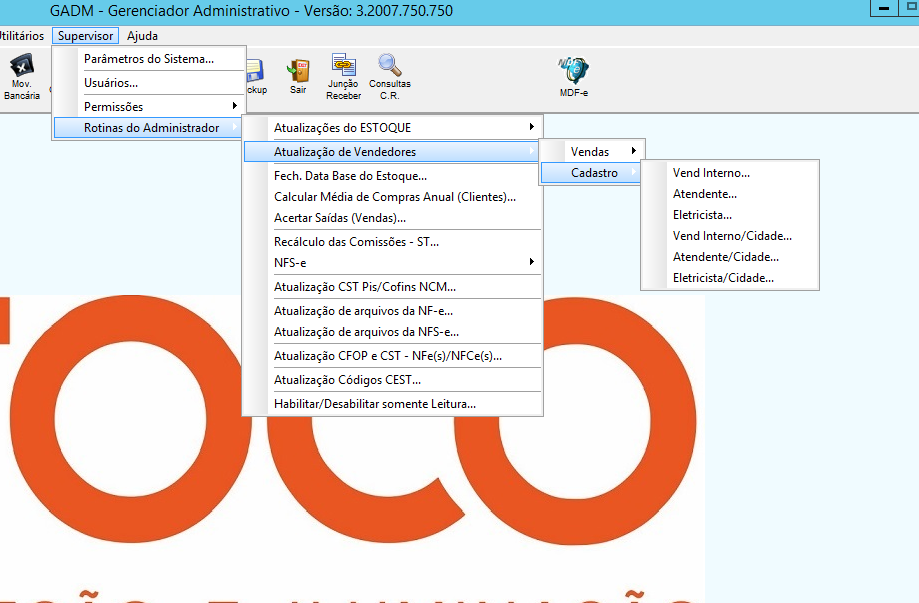 GADM - Gerenciador Administrativo - Versão: 3.2007.750.750
Utilitários Supervisor Ajuda
Mov. Bancária
ckup
Sair
Junção Receber
Consultas C.R.
MDF-e
Parâmetros do Sistema...
Usuários...
Permissões
Rotinas do Administrador
Atualizações do ESTOQUE
Atualização de Vendedores
Fech. Data Base do Estoque...
Calcular Média de Compras Anual (Clientes)...
Acertar Saídas (Vendas)...
Recálculo das Comissões - ST...
NFS-e
Atualização CST Pis/Cofins NCM...
Atualização de arquivos da NF-e...
Atualização de arquivos da NFS-e...
Atualização CFOP e CST - NFe(s)/NFCe(s)...
Atualização Códigos CEST...
Habilitar/Desabilitar somente Leitura...
Vendas
Cadastro
Vend Interno...
Atendente...
Eletricista...
Vend Interno/Cidade...
Atendente/Cidade...
Eletricista/Cidade...
OCO